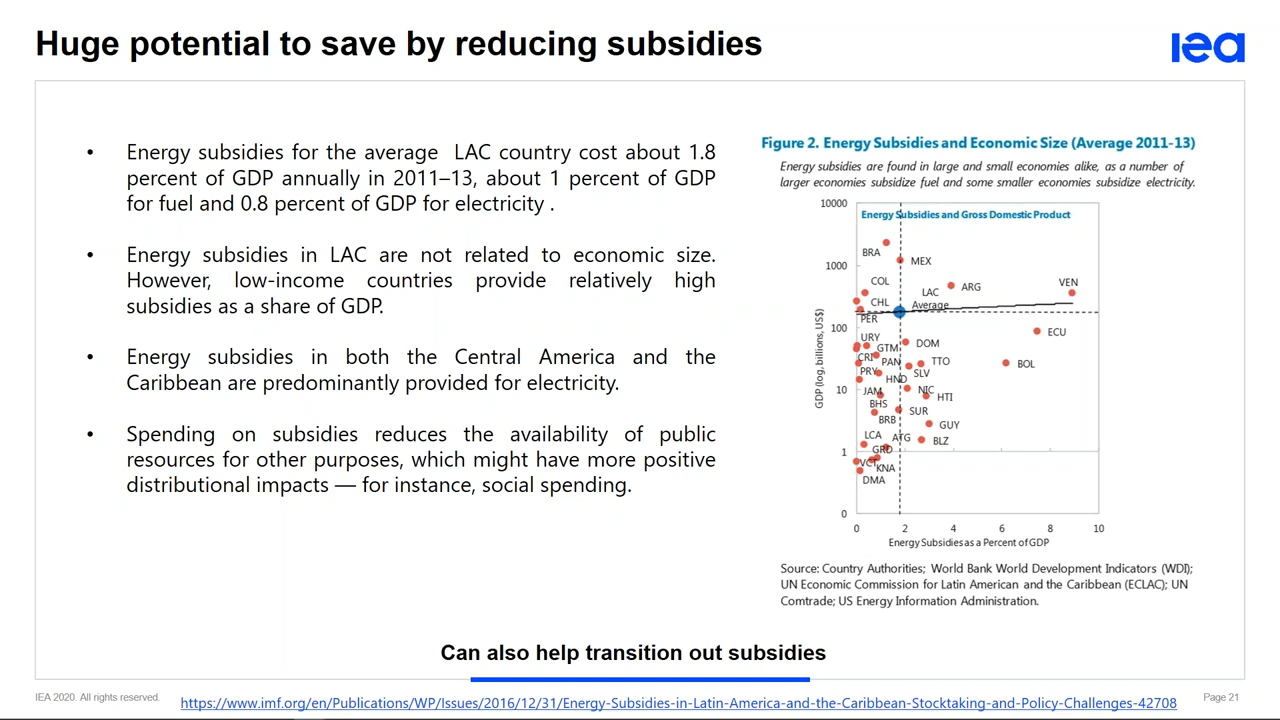 Huge potential to save by reducing subsidies
iea
• Energy subsidies for the average LAC country cost about 1.8
percent of GDP annually in 2011–13, about 1 percent of GDP
for fuel and 0.8 percent of GDP for electricity .
• Energy subsidies in LAC are not related to economic size.
However, low-income countries provide relatively high
subsidies as a share of GDP.
• Energy subsidies in both the Central America and the
Caribbean are predominantly provided for electricity.
• Spending on subsidies reduces the availability of public
resources for other purposes, which might have more positive
distributional impacts — for instance, social spending.
Figure 2. Energy Subsidies and Economic Size (Average 2011-13)
Energy subsidies are found in large and small economies alike, as a number of
larger economies subsidize fuel and some smaller economies subsidize electricity.
Energy Subsidies and Gross Domestic Product
GDP (log, billions, US$)
10000
1000
100
10
1
0
BRA
MEX
COL
LAC
Average
ARG
VEN
CHL
PER
ECU
URY
GTM
DOM
CRI
PAN
TTO
BOL
PRY
HND
SLV
JAM
NIC
HTI
BHS
SUR
BRB
GUY
LCA
ATG
BLZ
GRD
VCT
KNA
DMA
0 2 4 6 8 10
Energy Subsidies as a Percent of GDP
Source: Country Authorities; World Bank World Development Indicators (WDI);
UN Economic Commission for Latin American and the Caribbean (ECLAC); UN
Comtrade; US Energy Information Administration.
Can also help transition out subsidies
IEA 2020. All rights reserved.
https://www.imf.org/en/Publications/WP/Issues/2016/12/31/Energy-Subsidies-in-Latin-America-and-the-Caribbean-Stocktaking-and-Policy-Challenges-42708
Page 21